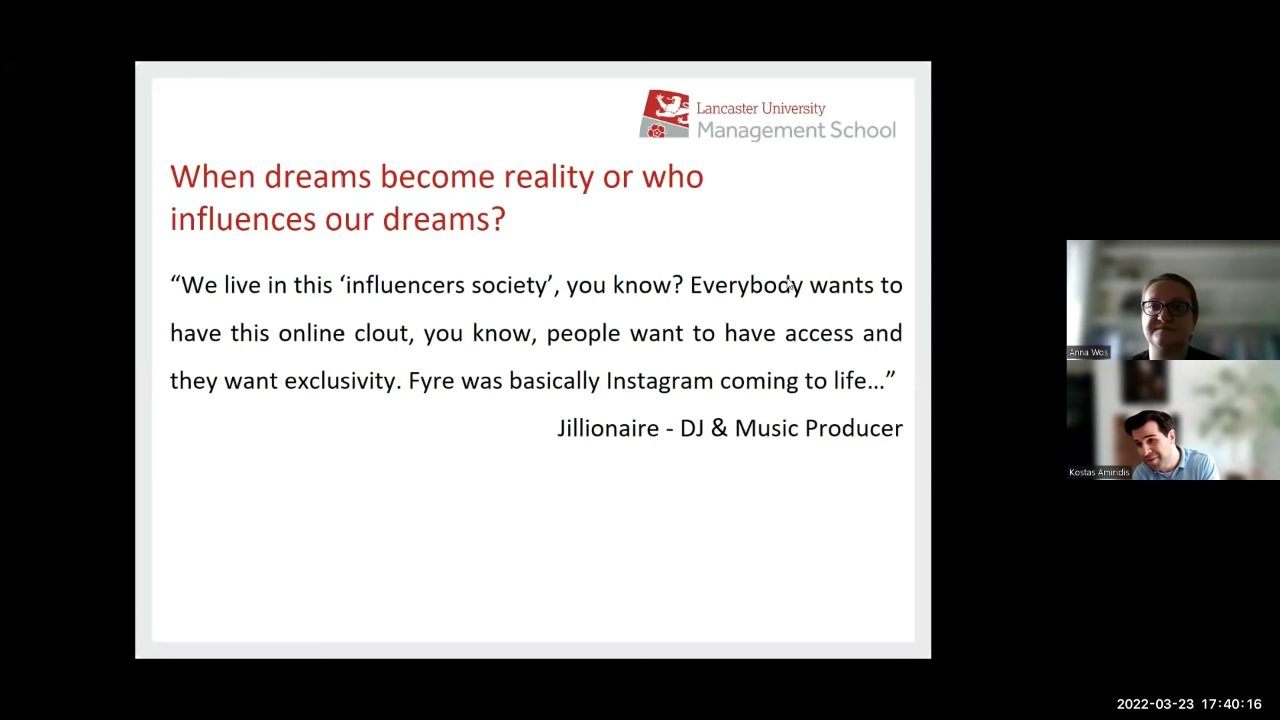 Lancaster University
Management School
When dreams become reality or who
influences our dreams?
“We live in this ‘influencers society’, you know? Everybody wants to
have this online clout, you know, people want to have access and
they want exclusivity. Fyre was basically Instagram coming to life…”
Jillionaire - DJ & Music Producer
Anna Wos
Kostas Amiridis
2022-03-23 17:40:16